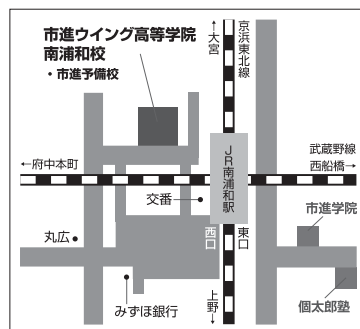 市進ウイング高等学院
南浦和校
・市進予備校
←大宮
京浜東北線
武蔵野線
西船橋→
←府中本町
JR南浦和駅
交番
市進学院
丸広
西口
東口
個太郎塾
みずほ銀行
上野→